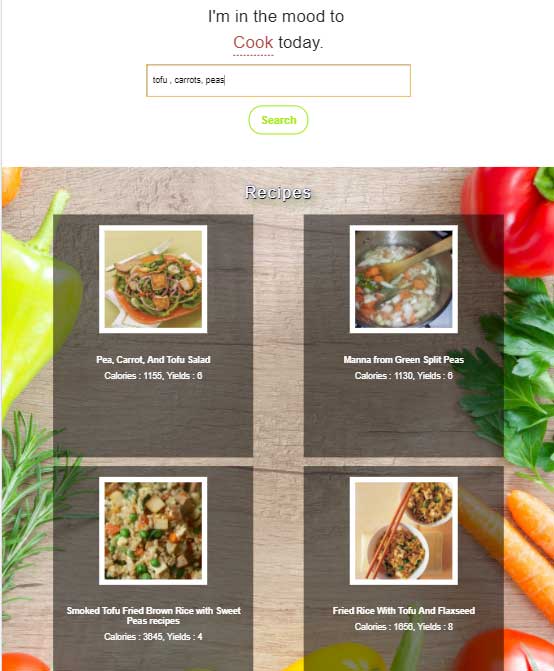 I'm in the mood to
Cook today.
tofu , carrots, peas
Search
Recipes
Pea, Carrot, And Tofu Salad
Calories : 1155, Yields : 6
Manna from Green Split Peas
Calories : 1130, Yields : 6
Smoked Tofu Fried Brown Rice with Sweet
Peas recipes
Calories : 3645, Yields : 4
Fried Rice With Tofu And Flaxseed
Calories : 1656, Yields : 8